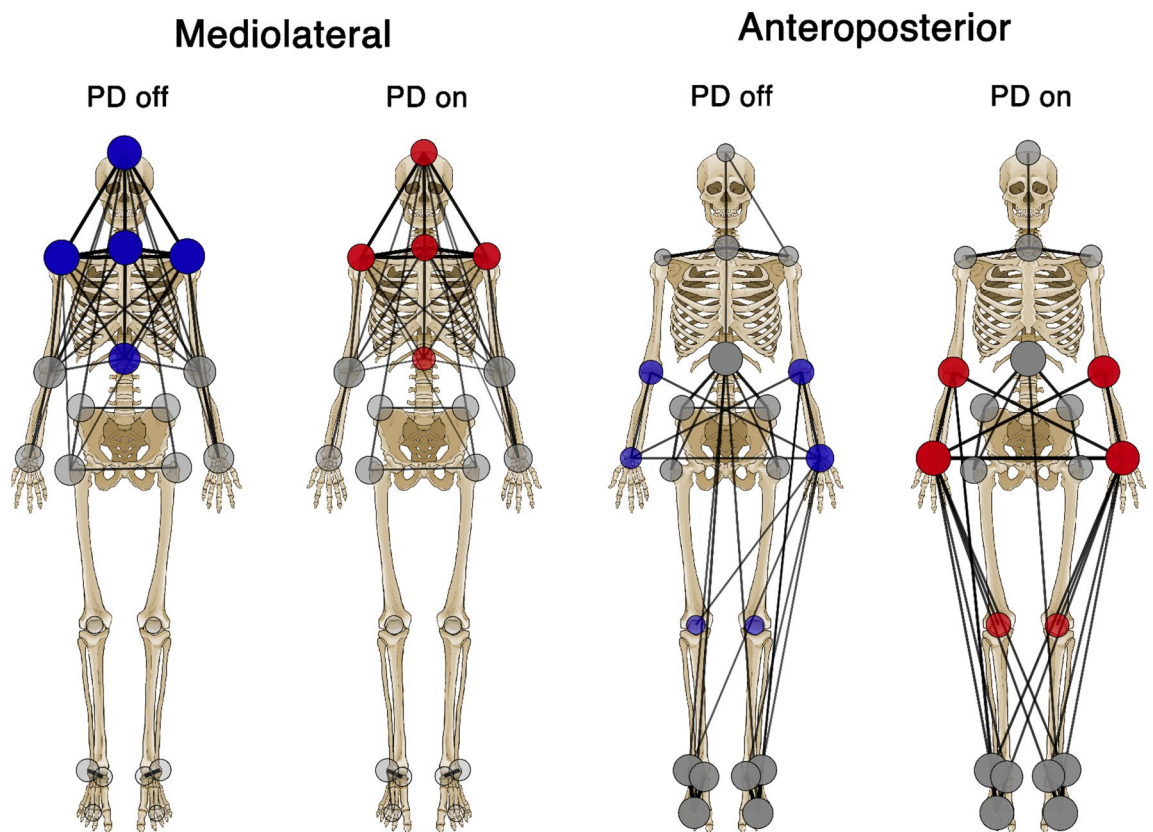 Mediolateral
Anteroposterior
PD off
PD on
PD off
PD on